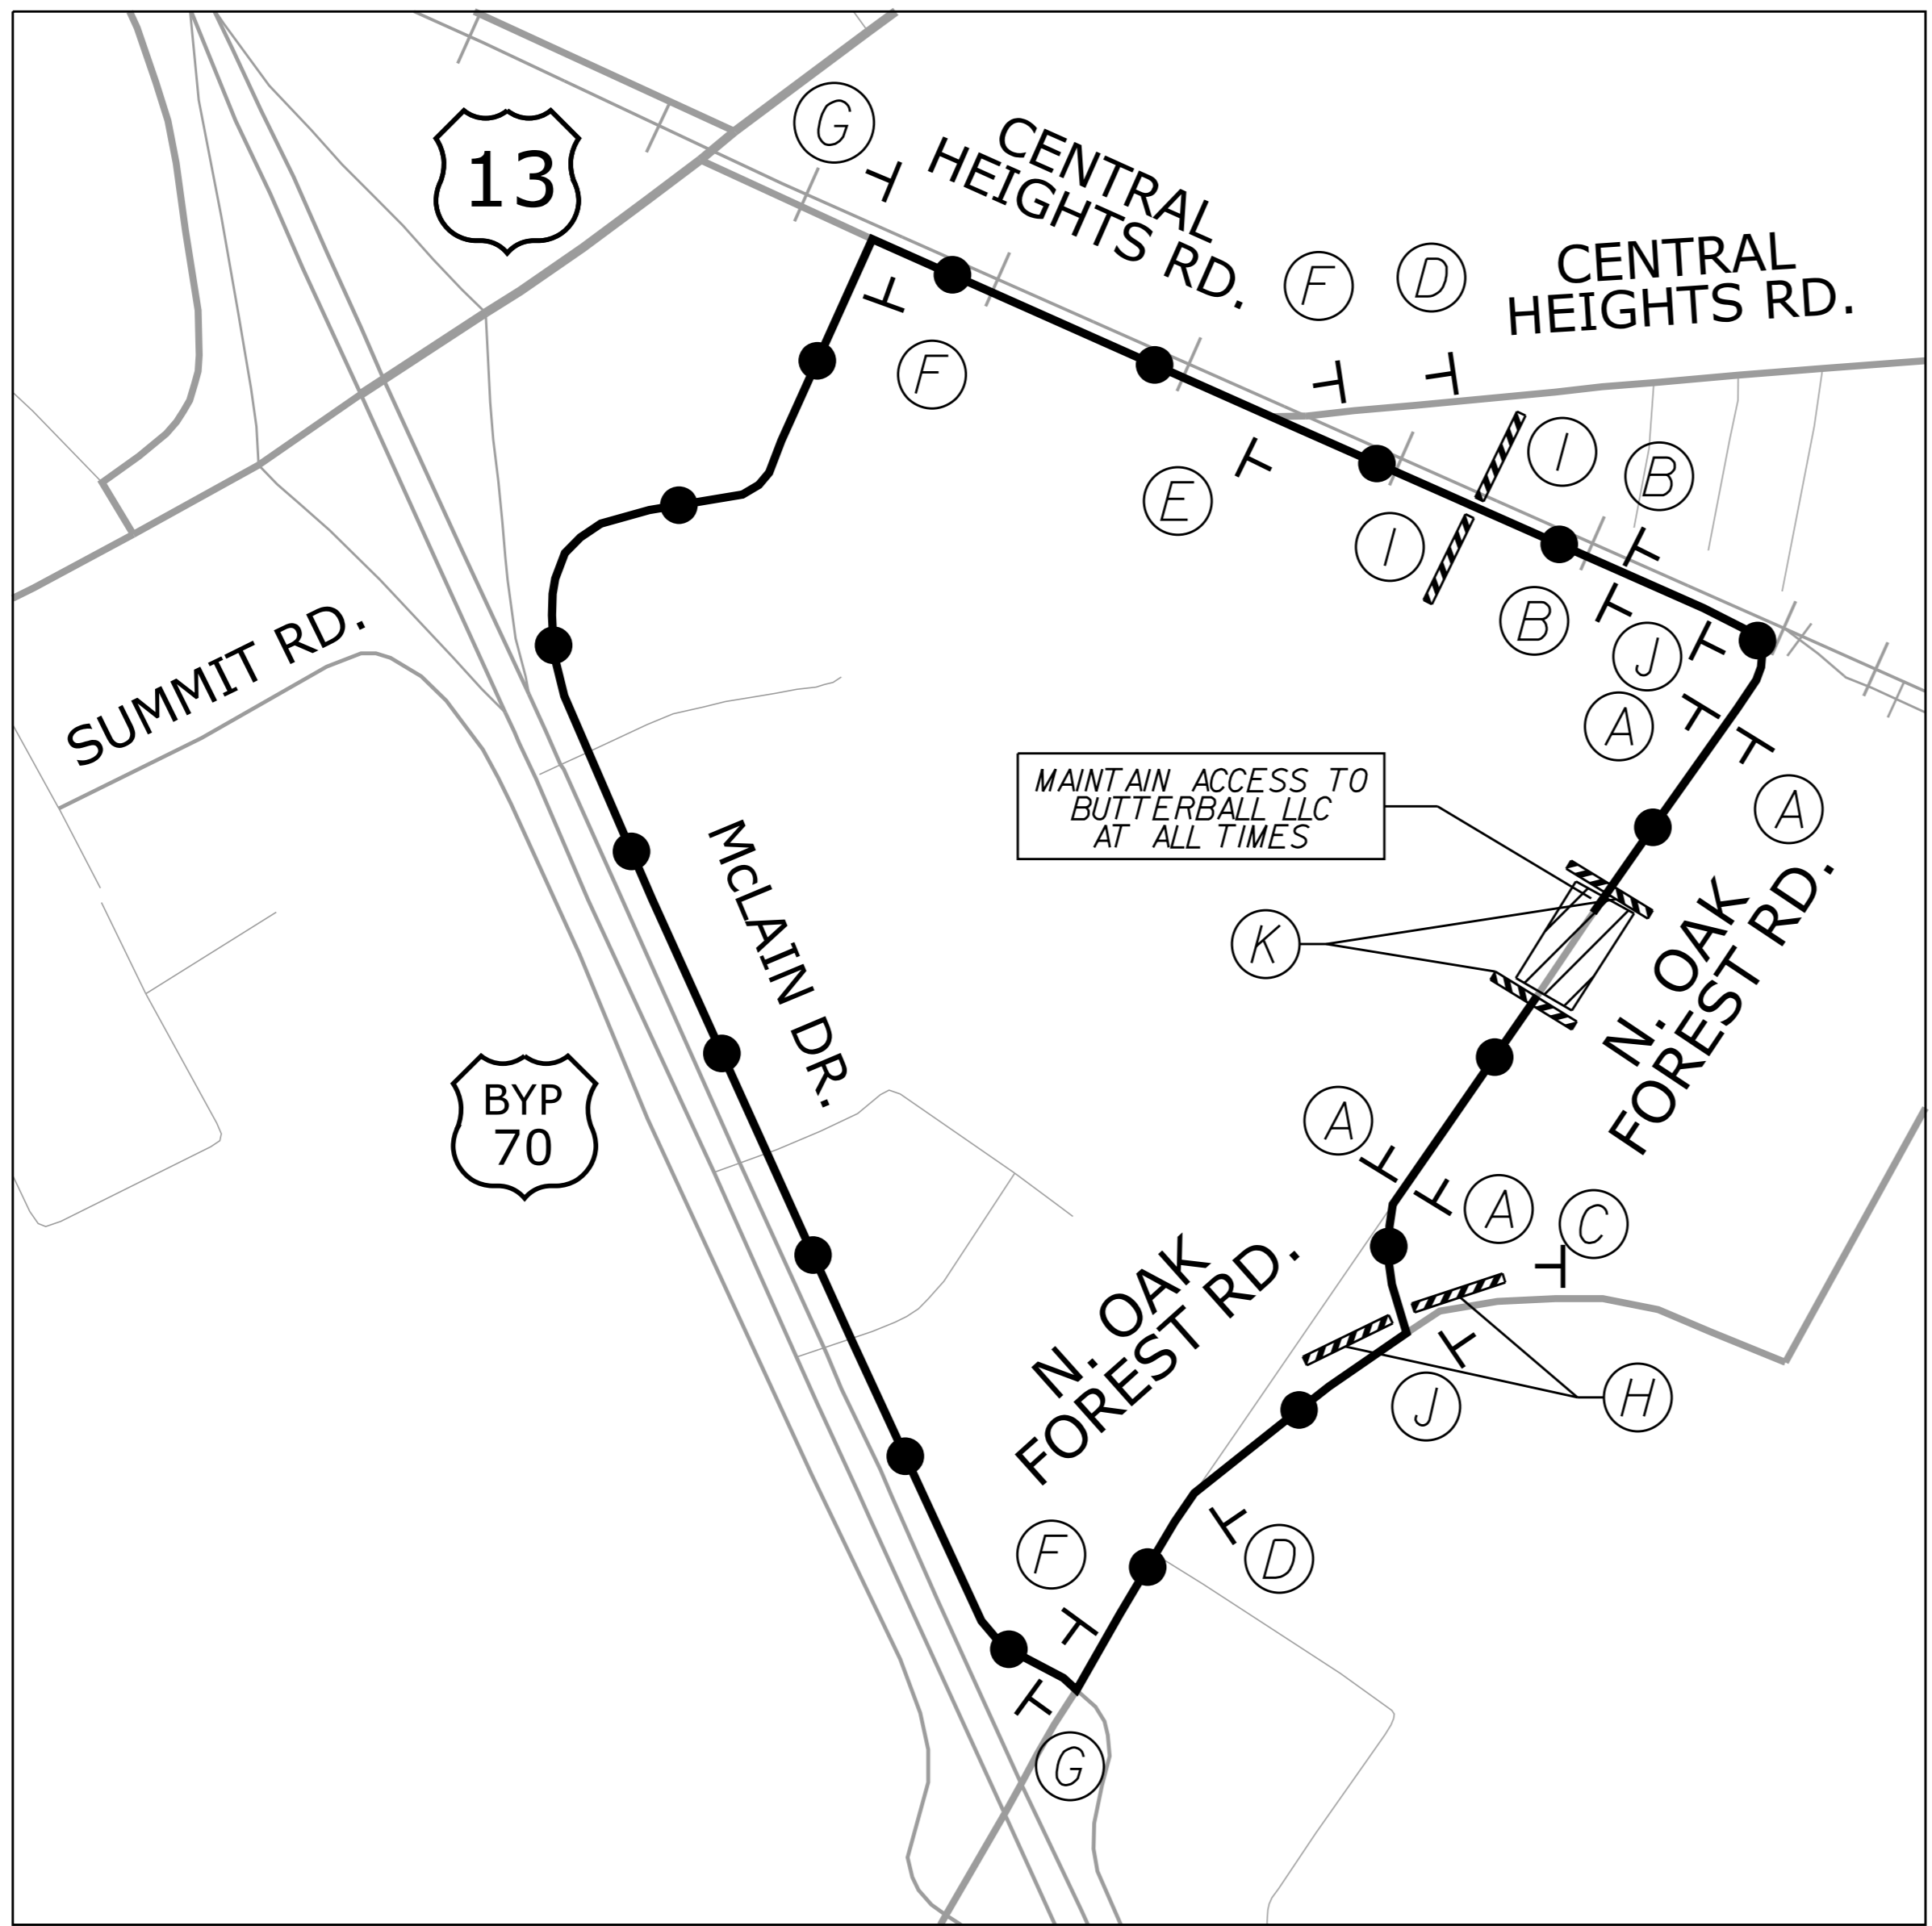 G
13
CENTRAL
HEIGHTS RD.
F
D
CENTRAL
HEIGHTS RD.
F
E
I
B
I
B
J
A
SUMMIT RD.
MAINTAIN ACCESS TO
BUTTERBALL LLC
AT ALL TIMES
A
McLAIN DR.
K
N. OAK
FOREST RD.
BYP
70
A
A
C
N. OAK
FOREST RD.
J
H
F
D
G